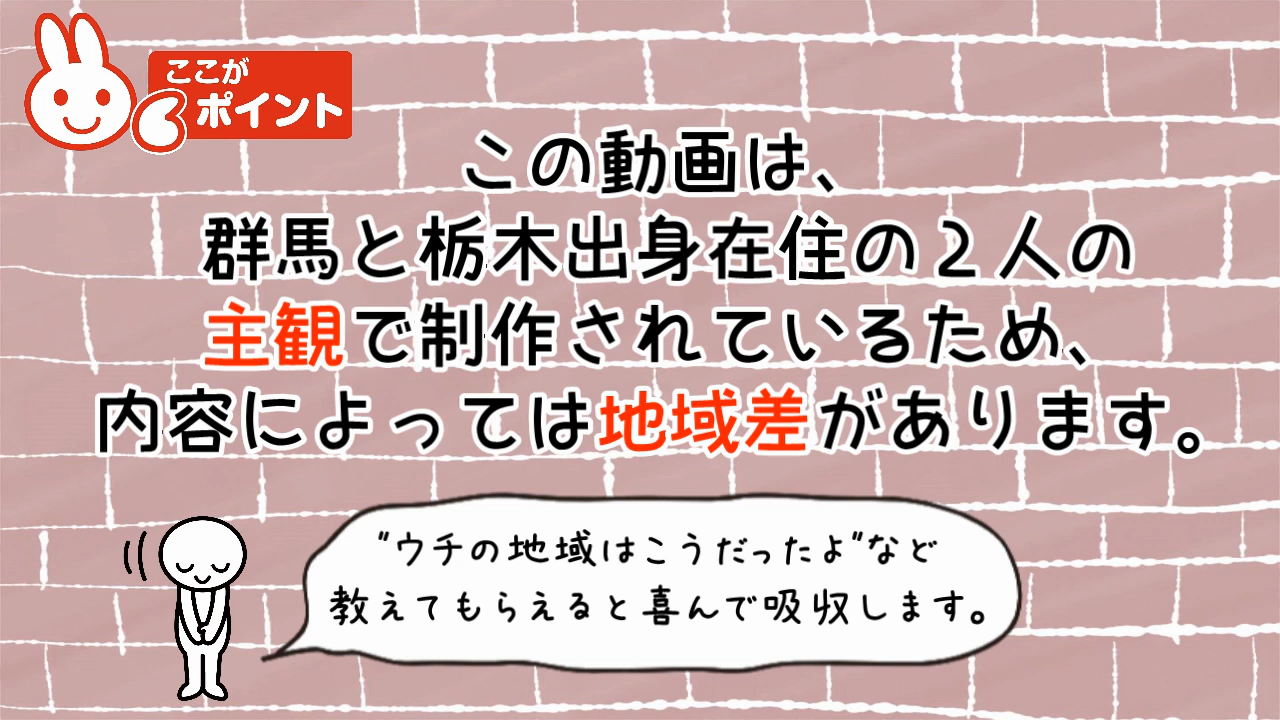 ここが
ポイント
この動画は、
群馬と栃木出身在住の２人の
主観で制作されているため、
内容によっては地域差があります。
"ウチの地域はこうだったよ"など
教えてもらえると喜んで吸収します。